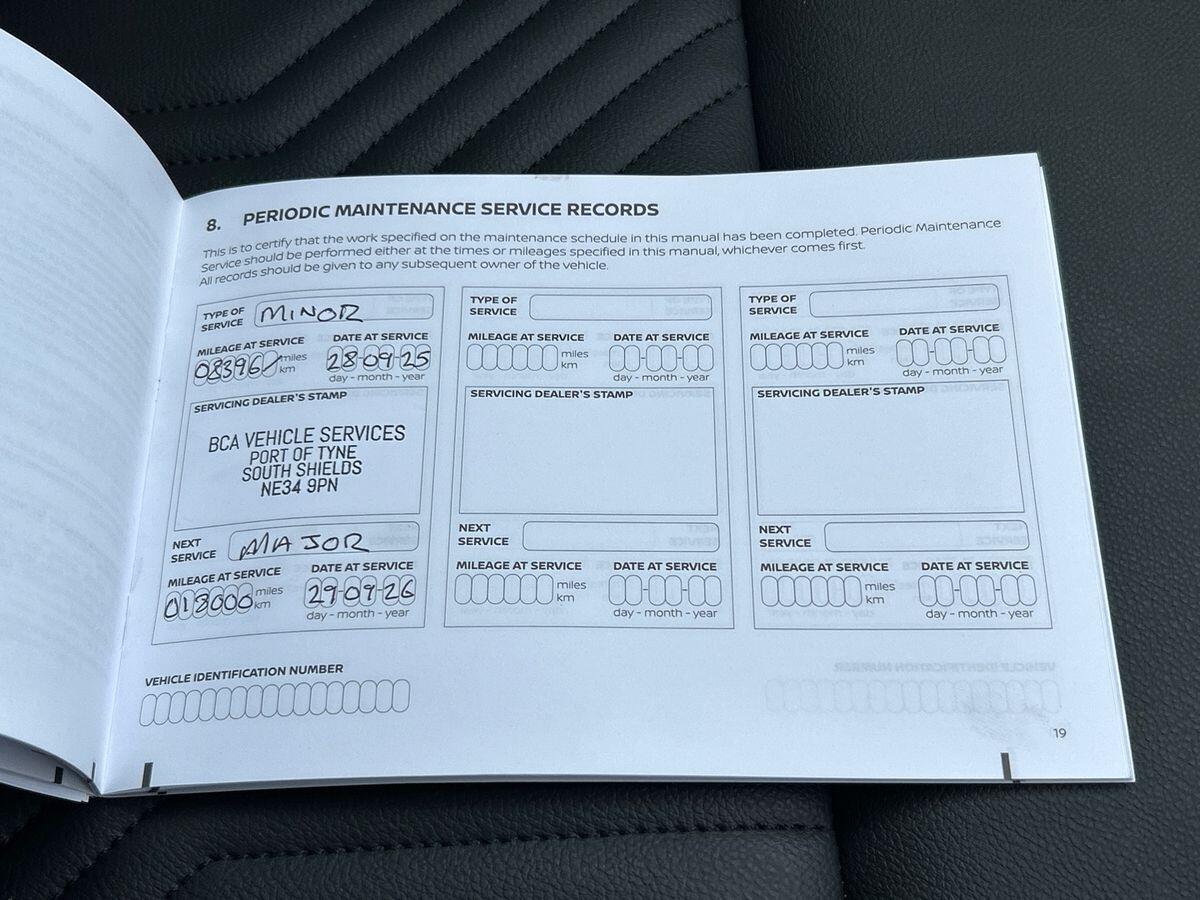 8. PERIODIC MAINTENANCE SERVICE RECORDS
This is to certify that the work specified on the maintenance schedule in this manual has been completed. Periodic Maintenance
Service should be performed either at the times or mileages specified in this manual, whichever comes first.
All records should be given to any subsequent owner of the vehicle.
TYPE OF
SERVICE
MINOR
MILEAGE AT SERVICE
DATE AT SERVICE
08396
miles
km
28-09-25
day - month - year
SERVICING DEALER'S STAMP
BCA VEHICLE SERVICES
PORT OF TYNE
SOUTH SHIELDS
NE34 9PN
NEXT
SERVICE
MAJOR
MILEAGE AT SERVICE
DATE AT SERVICE
018000
miles
km
29-09-26
day - month - year
TYPE OF
SERVICE
MILEAGE AT SERVICE
DATE AT SERVICE
miles
km
day - month - year
SERVICING DEALER'S STAMP
NEXT
SERVICE
MILEAGE AT SERVICE
DATE AT SERVICE
miles
km
day - month - year
TYPE OF
SERVICE
MILEAGE AT SERVICE
DATE AT SERVICE
miles
km
day - month - year
SERVICING DEALER'S STAMP
NEXT
SERVICE
MILEAGE AT SERVICE
DATE AT SERVICE
miles
km
day - month - year
VEHICLE IDENTIFICATION NUMBER
19